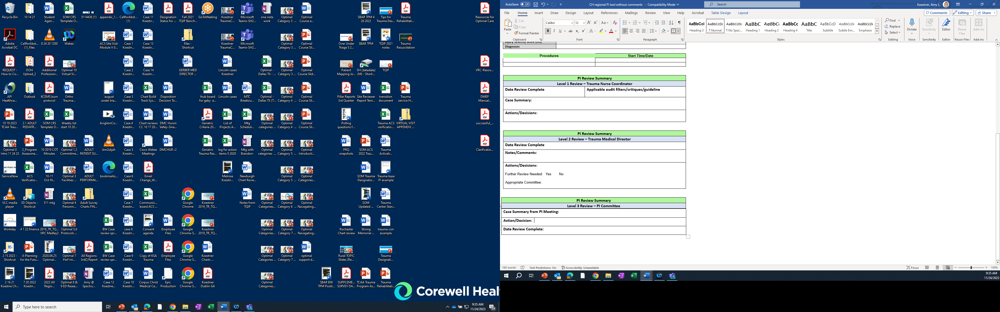 Recycle Bin
10 14 21
Student
Agen...
SOM CRS
Template O...
5114436 (1)
appendix_1...
CallforAbst...
(1)
Case 11
Koestn...
Designation
Status for ...
Fall 2021
TQIP Bench...
GoToMeeting
Koestner
TraumaC...
Microsoft
Teams
one note
work
Optimal
Category 3 ...
Optimal
Course a...
SBAR TPM 4
26 2022
Tips for
Trauma Des...
Trauma
Rehabilitati...
Resources for
Optimal Care
Adobe
Acrobat DC
CallforAbst...
(1)_files
8 24 20 1200
Webex
ACS Site Visit
Module V 0...
Case 1
Koestn...
Case 13
Koestn...
files -
Shortcut
Koestner
TraumaC...
Microsoft
Teams-SH2...
Optimal
Category 3 ...
Optimal
Course Sli...
Over Under
Triage 5 2...
SBAR TPM
TQIP 2021
notes
Trauma
Resuscitation
REQUEST -
How to Co...
DOH
Upload_2
Additional
Profession...
Optimal 10
Virtual Vi...
Case 2
Koestn...
Case 14
Koestn...
GERBER MED
DIRECTOR ...
Lincoln cases
Koestner
Optimal -
Dallas TX - ...
Optimal
Category 3 ...
Optimal
Course Slid...
Patient
Mapping Jo...
SH (datadata)
(M) - Short...
TQIP
VRC-Resou...
API
Healthca...
Outlook
KCEMS burn
protocol
Ortho
Trauma...
'august
under tria...
Case 3
Koestn...
Chart Build
Track Sys...
Disposition
Decision To...
Ihub board
for gaby a...
Lincoln cases
MTC
Breakou...
Optimal -
Dallas TX (T...
Optimal
Category 4 ...
Optimal
Course Sli...
Pillar Reports
3rd Quarter
Site Reviewer
Report Tem...
transition
document
Trauma
service H...
DMEP
Manual...
10 19 2023
TCAA Trau...
2.1 ADULT
PEDIATR...
SOM CRS
Template O...
Weekly list
start 10 20...
AvigilonCo...
Case 4
Koestn...
Chart reviews
CC 10 17 20...
DMC Huron
Valley-Sina...
Geriatric
Criteria 20...
List of
Projects A...
Mtg
Scheduli...
Optimal
categories ...
Optimal
Category 4 ...
Optimal
Course Sli...
Polling
questions f...
Trauma ACS
verificatio...
VIRTUAL VISIT
APPENDIX ...
successful_...
Optimal 0
Intro 11 24 23
2_Program
Assessme...
10 2019 COT
Minutes
Optimal 1,2
Commitme...
ADULT
PATIENT SU...
bm2skjzh
Case 5
Koestn...
Cisco Webex
Meetings
DMCHUR~2
Geriatric
Trauma Res...
log for action
items 5 2020
Mtg with
Brandon-
Optimal
categories ...
Optimal
Category 5 ...
Optimal
Introducti...
PRQ
snapshots
SOM ACS
2022 Trau...
Trauma
Activati...
Clarificatio...
ServiceNow
ACS
Verificatio...
10-11
Oct-N...
Optimal 3
Facilities ...
ADULT
PERFORMA...
bookmarks...
Case 6
Koestn...
Email
Change_W...
Melrose
Koestn...
Newburgh
Chart Revie...
Optimal
Category 5 ...
Optimal
Categories...
SOM Trauma
Designatio...
Trauma base
PI example
VLC media
player
3D Objects -
Shortcut
511 mtg
Optimal 4
Personn...
Adult Survey
Charts FIN...
Case 7
Koestn...
Communic...
board ACS ...
Google
Chrome
Koestner
2019_TR_TQ...
Notes from
TQIP
Optimal
Categories...
Optimal
Category 6 ...
Optimal
Navagating...
SOM
Updated ...
Trauma
Center Stan...
Workday
4 1 22 finance
2019_TR_TQ...
VRC Medley2
Optimal 5,6
Protocols ...
BW Case
review spr...
case 8
Koestn...
Consent
agenda
Employee
Files
Google
Chrome-S...
Koestner
2019_TR_TQ...
Optimal
Categories...
Optimal
Category 7 ...
Optimal
Navagating...
Rochester
Chart review
Strong
Memorial ...
trauma con
example
2 15 2023 -
Shortcut
4-Planning
for the Futu...
2020.06.25
Optimal...
Optimal 7
Perf Im...
All Regions
3rdQ Report
BW Case
review spr...
Case 9
Koestn...
Copy of KSA
Trauma
Employee
Files
Google
Chrome-S...
Koestner
Charts ...
Optimal
Categories ...
Optimal
Category 7 ...
optimal
support d...
Rural TOPIC
Slides (Re...
Trauma
Designati...
2 16 21
Koestne Ch...
7 20 2022
Koestn...
2022 All
Regio...
Optimal 8 &
9 ED Resea...
Amy @
Spectru...
Caae 12
Koestne...
Case 10
Koestn...
Corpus Christ
Medical Ce...
Epic
Production
Google
Chrome-S...
Koestner
Dublin GA
Optimal
Categories...
SBAR BW
TPM Positi...
SUPPLEME...
SURVEY DA...
TCAA Trauma
Program As...
Trauma
Rehabilitati...
Corewell Heal
Type here to search
9:35 AM
11/24/2023
28
AutoSave Off
CH regional PI tool without comments - Compatibility Mode
Search
Koestner, Amy L.
File Home Insert Draw Design Layout References Mailings Review View Help Acrobat Table Design Layout
Comments Editing Share
Paste
Cut
Copy
Format Painter
Calibri 12
AaBbCcI AaBbCcDc AaBbCcDc AaBbC AaBbCc AaBbCc AaBbC AaBbCcD AaBbCcDc AaBbCcDc
Heading 3 ¶ Normal ¶ No Spac... Heading 1 Heading 2 Heading 4 Title Subtitle Subtle Em... Emphasis
Find
Replace
Select
Dictate
Sensitivity
Editor
Reuse
Files
Add-ins
Clipboard Font Paragraph Styles Editing Voice Sensitivity Editor Reuse Files Add-ins
Injury Severity Score (ISS)
Diagnoses
Procedures Start Time/Date
PI Review Summary
Level 1 Review – Trauma Nurse Coordinator
Date Review Complete Applicable audit filters/critiques/guideline
Case Summary:
Actions/Decisions:
PI Review Summary
Level 2 Review – Trauma Medical Director
Date Review Complete
Notes/Comments:
Actions/Decisions:
Further Review Needed: Yes No
Appropriate Committee:
PI Review Summary
Level 3 Review – PI Committee
Case Summary from PI Meeting:
Action/Decision:
Date Review Complete:
160 words Text Predictions: On Accessibility: Unavailable
Focus 100%
9:35 AM
11/24/2023